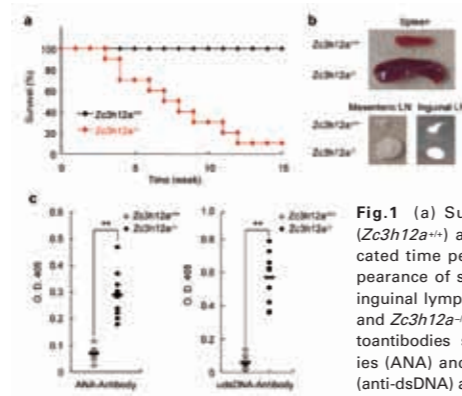 a
100
80
60
40
20
0
Survival (%)
Zc3h12a+/+
Zc3h12a-/-
0 5 10 15
Time (week)
b
Spleen
Zc3h12a+/+
Zc3h12a-/-
Mesenteric LN Inguinal L
Zc3h12a+/+
Zc3h12a-/-
c
Zc3h12a+/+
Zc3h12a-/-
**
0.6
0.5
0.4
0.3
0.2
0.1
0
O. D. 405
ANA-Antibody
Zc3h12a+/+
Zc3h12a-/-
**
1.0
0.8
0.6
0.4
0.2
0
O. D. 405
-Antibody
Fig.1 (a) Su
(Zc3h12a+/+) a
cated time pe
pearance of s
inguinal lymp
and Zc3h12a-/
toantibodies s
ies (ANA) and
(anti-dsDNA) a